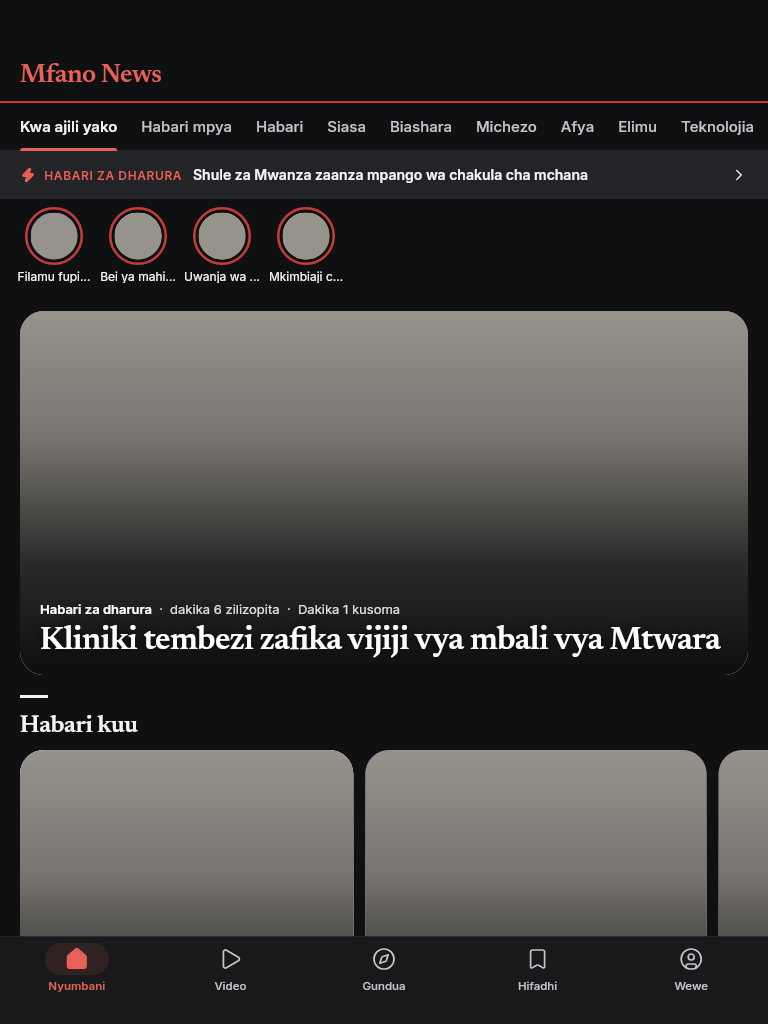 Mfano News
Kwa ajili yako Habari mpya Habari Siasa Biashara Michezo Afya Elimu Teknolojia
HABARI ZA DHARURA Shule za Mwanza zaanza mpango wa chakula cha mchana
Filamu fupi... Bei ya mahi... Uwanja wa ... Mkimbiaji c...
Habari za dharura · dakika 6 zilizopita · Dakika 1 kusoma
Kliniki tembezi zafika vijiji vya mbali vya Mtwara
Habari kuu
Nyumbani Video Gundua Hifadhi Wewe